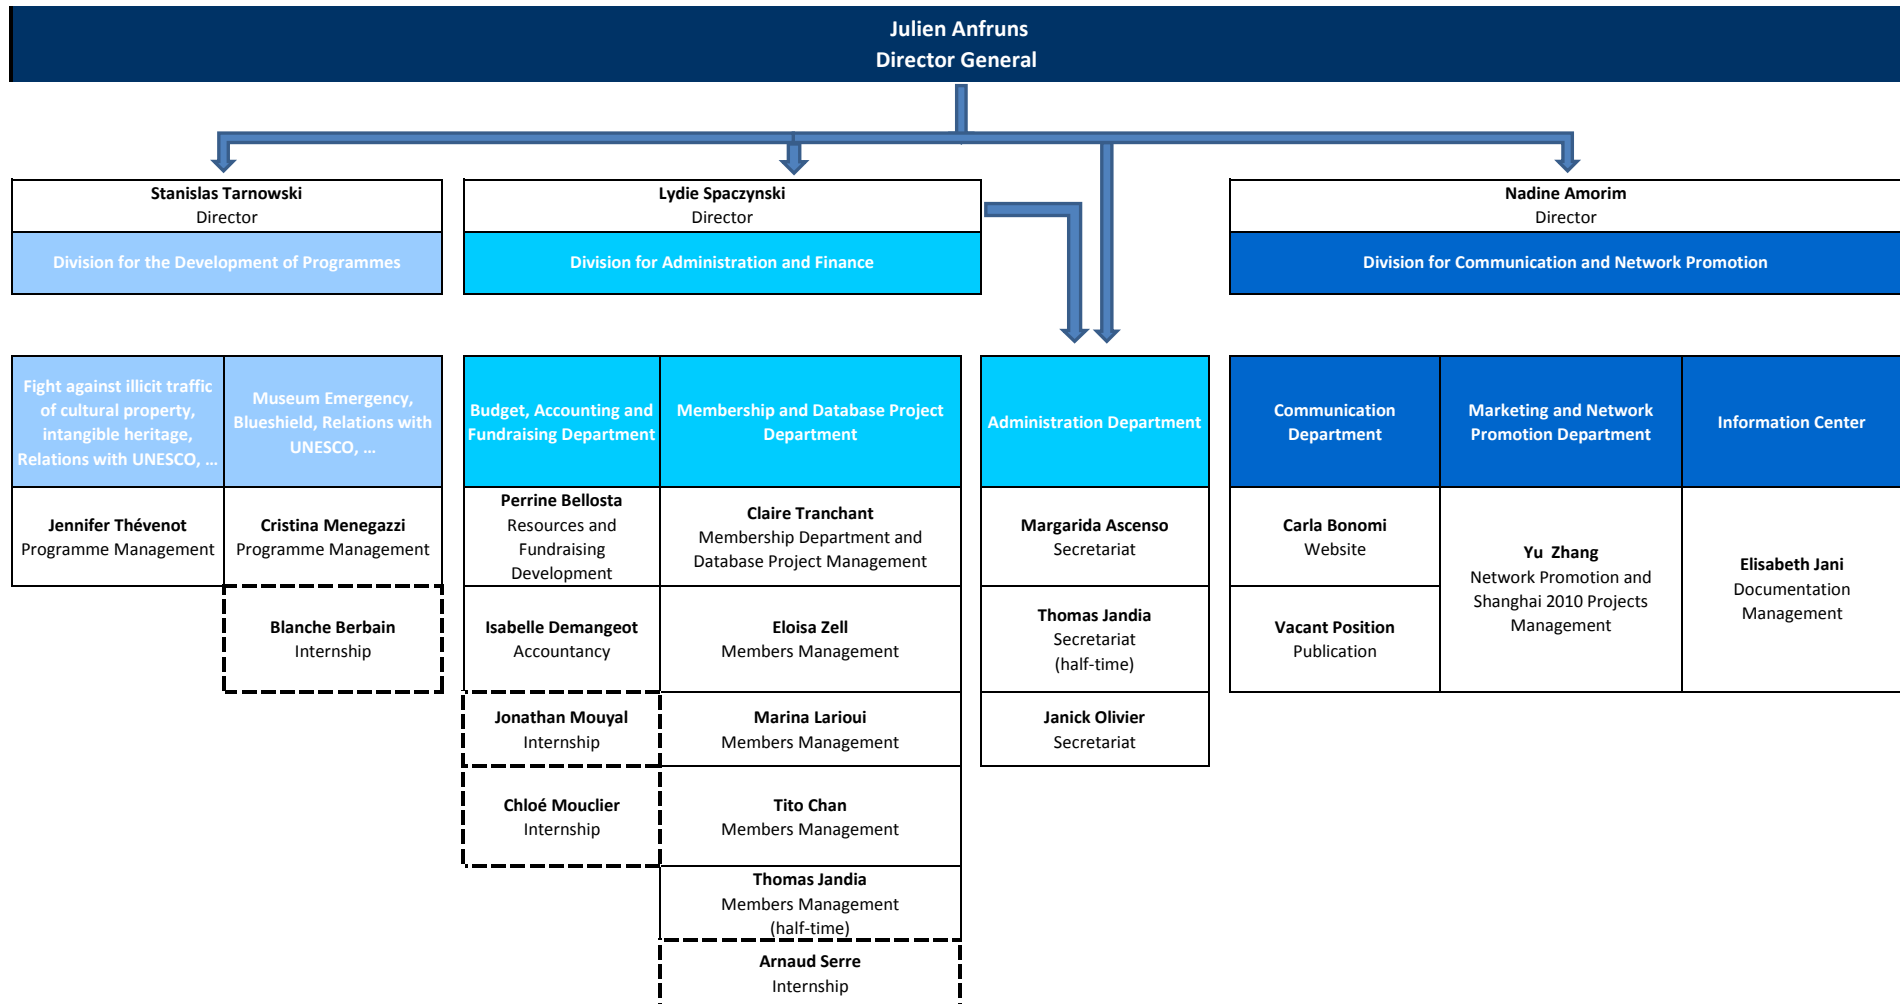 Julien Anfruns
Director General
Stanislas Tarnowski
Director
Division for the Development of Programmes
Lydie Spaczynski
Director
Division for Administration and Finance
Nadine Amorim
Director
Division for Communication and Network Promotion
Fight against illicit traffic
of cultural property,
intangible heritage,
Relations with UNESCO, ...
Museum Emergency,
Blueshield, Relations with
UNESCO, ...
Budget, Accounting and
Fundraising Department
Membership and Database Project
Department
Administration Department
Communication
Department
Marketing and Network
Promotion Department
Information Center
Jennifer Thévenot
Programme Management
Cristina Menegazzi
Programme Management
Blanche Berbain
Internship
Perrine Bellosta
Resources and
Fundraising
Development
Isabelle Demangeot
Accountancy
Jonathan Mouyal
Internship
Chloé Mouclier
Internship
Claire Tranchant
Membership Department and
Database Project Management
Eloisa Zell
Members Management
Marina Larioui
Members Management
Tito Chan
Members Management
Thomas Jandia
Members Management
(half-time)
Arnaud Serre
Internship
Margarida Ascenso
Secretariat
Thomas Jandia
Secretariat
(half-time)
Janick Olivier
Secretariat
Carla Bonomi
Website
Vacant Position
Publication
Yu Zhang
Network Promotion and
Shanghai 2010 Projects
Management
Elisabeth Jani
Documentation
Management